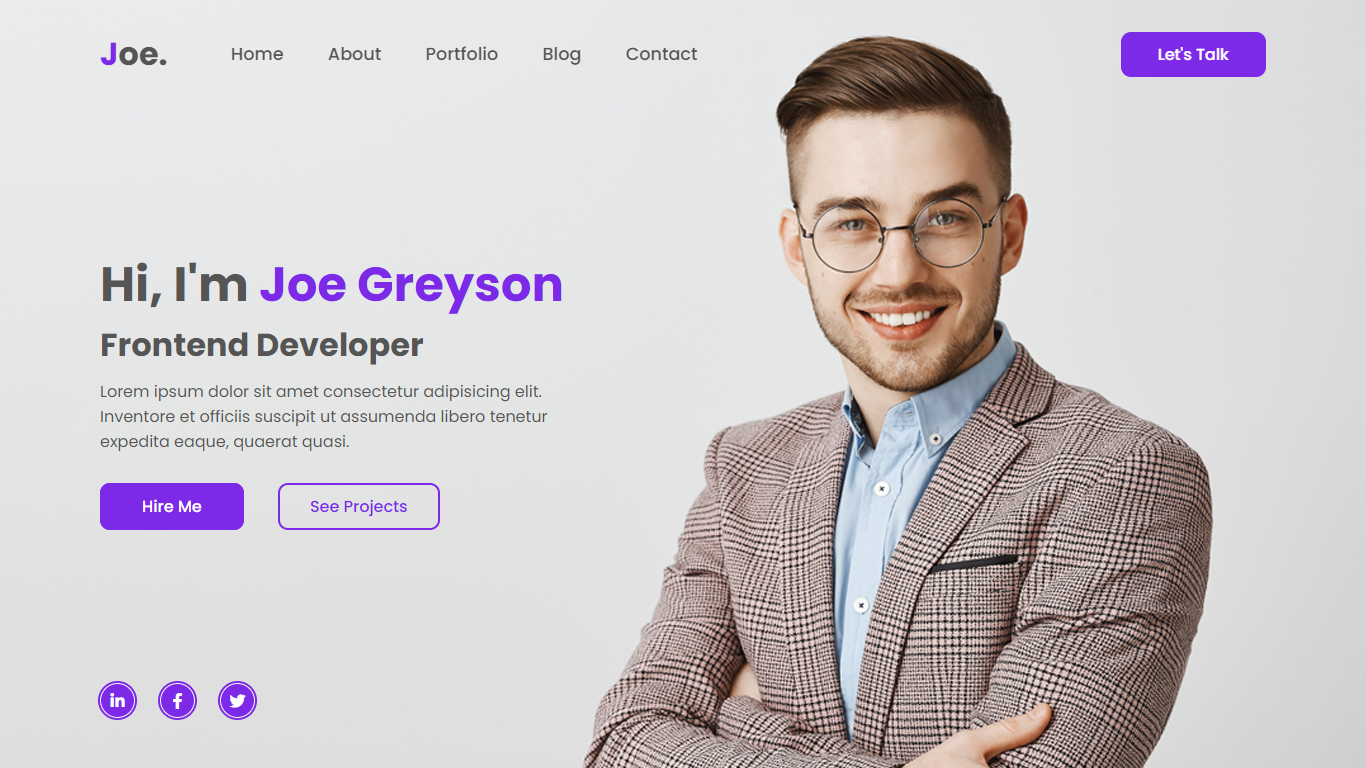 Joe.
Home About Portfolio Blog Contact
Let's Talk
Hi, I'm Joe Greyson
Frontend Developer
Lorem ipsum dolor sit amet consectetur adipisicing elit.
Inventore et officiis suscipit ut assumenda libero tenetur
expedita eaque, quaerat quasi.
Hire Me
See Projects
in f